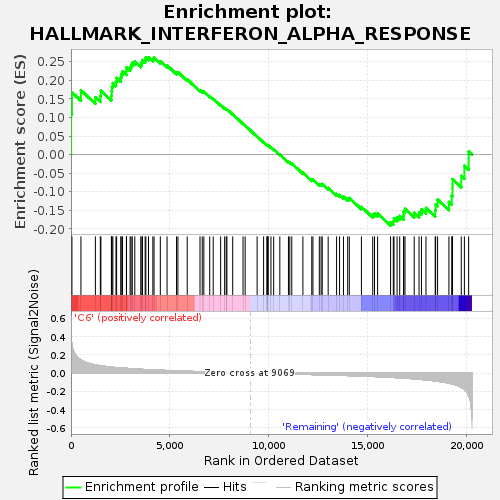 Enrichment plot:
HALLMARK_INTERFERON_ALPHA_RESPONSE
Enrichment score (ES)
0.25
0.20
0.15
0.10
0.05
0.00
-0.05
-0.10
-0.15
-0.20
'C6' (positively correlated)
Ranked list metric (Signal2Noise)
0.6
0.4
0.2
0.0
-0.2
-0.4
-0.6
Zero cross at 9069
'Remaining' (negatively correlated)
0
5,000
10,000
15,000
20,000
Rank in Ordered Dataset
Enrichment profile
Hits
Ranking metric scores